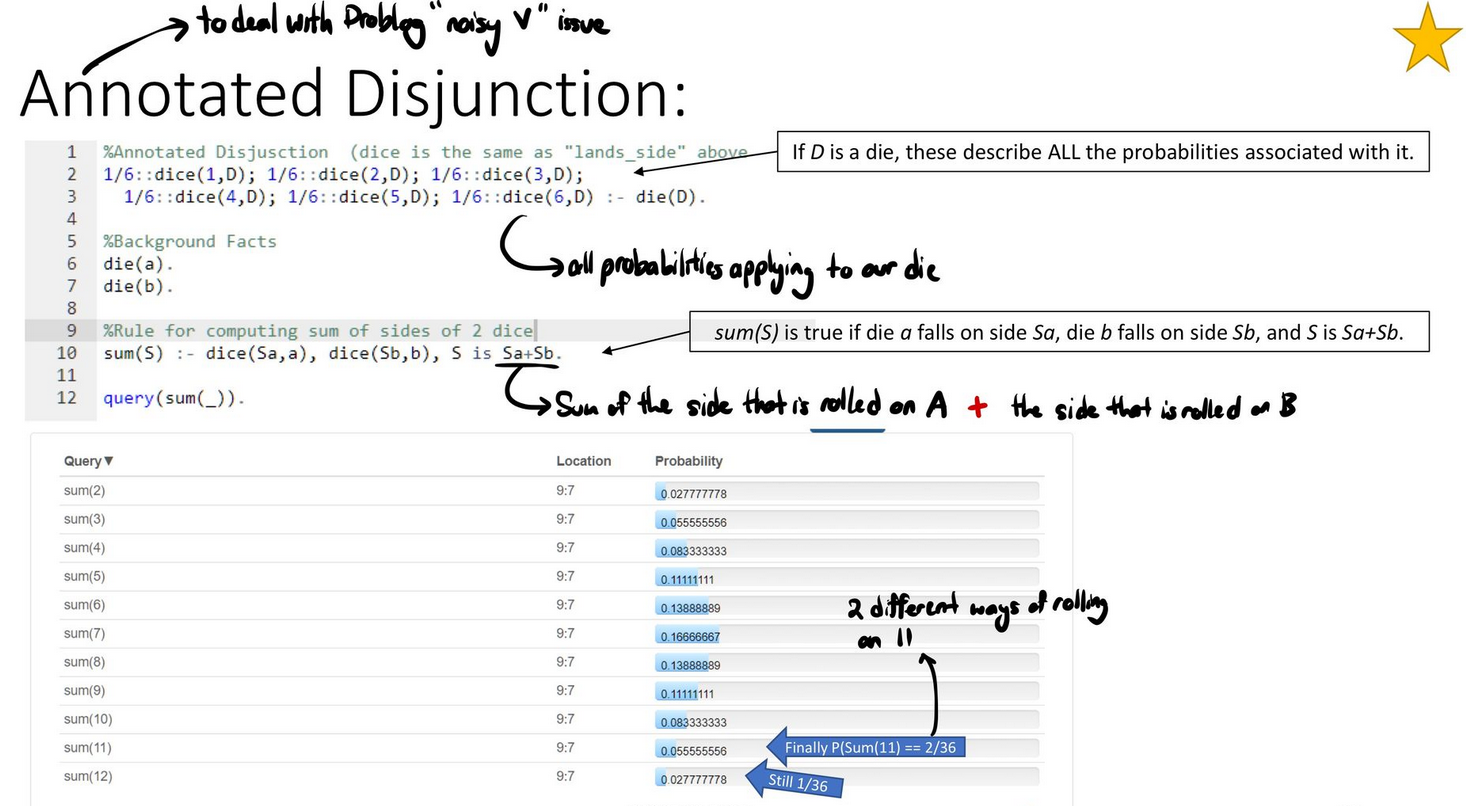 to deal with Problog "noisy V" issue
Annotated Disjunction:
1 %Annotated Disjusction (dice is the same as "lands_side" above
2 1/6::dice(1,D); 1/6::dice(2,D); 1/6::dice(3,D);
3 1/6::dice(4,D); 1/6::dice(5,D); 1/6::dice(6,D) :- die(D).
4
5 %Background Facts
6 die(a).
7 die(b).
8
9 %Rule for computing sum of sides of 2 dice
10 sum(S) :- dice(Sa,a), dice(Sb,b), S is Sa+Sb.
11
12 query(sum(_)).
If D is a die, these describe ALL the probabilities associated with it.
all probabilities applying to our die
sum(S) is true if die a falls on side Sa, die b falls on side Sb, and S is Sa+Sb.
Sum of the side that is rolled on A + the side that is rolled on B
Query▼ Location Probability
sum(2) 9:7 0.027777778
sum(3) 9:7 0.055555556
sum(4) 9:7 0.083333333
sum(5) 9:7 0.11111111
sum(6) 9:7 0.13888889
sum(7) 9:7 0.16666667
sum(8) 9:7 0.13888889
sum(9) 9:7 0.11111111
sum(10) 9:7 0.083333333
sum(11) 9:7 0.055555556
sum(12) 9:7 0.027777778
2 different ways of rolling
an 11
Finally P(Sum(11) == 2/36
Still 1/36